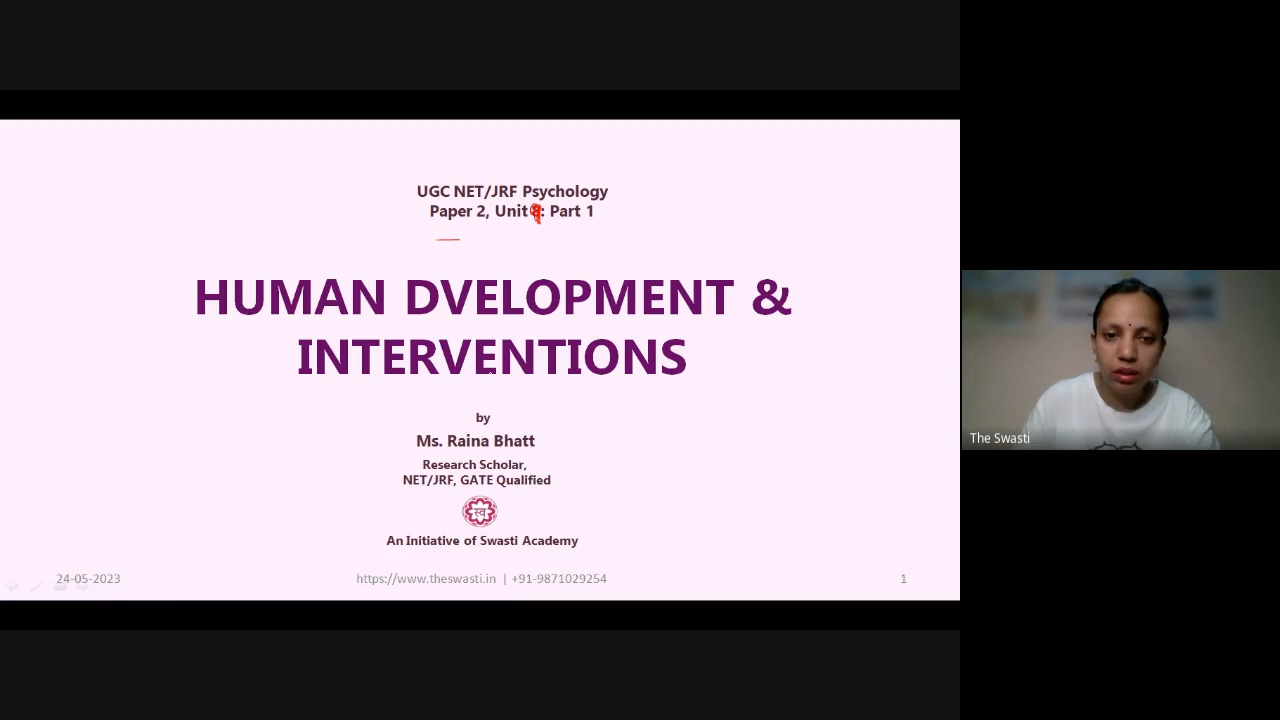 UGC NET/JRF Psychology
Paper 2, Unit 9: Part 1
HUMAN DVELOPMENT &
INTERVENTIONS
by
Ms. Raina Bhatt
Research Scholar,
NET/JRF, GATE Qualified
स्व
An Initiative of Swasti Academy
24-05-2023
https://www.theswasti.in | +91-9871029254
1
The Swasti